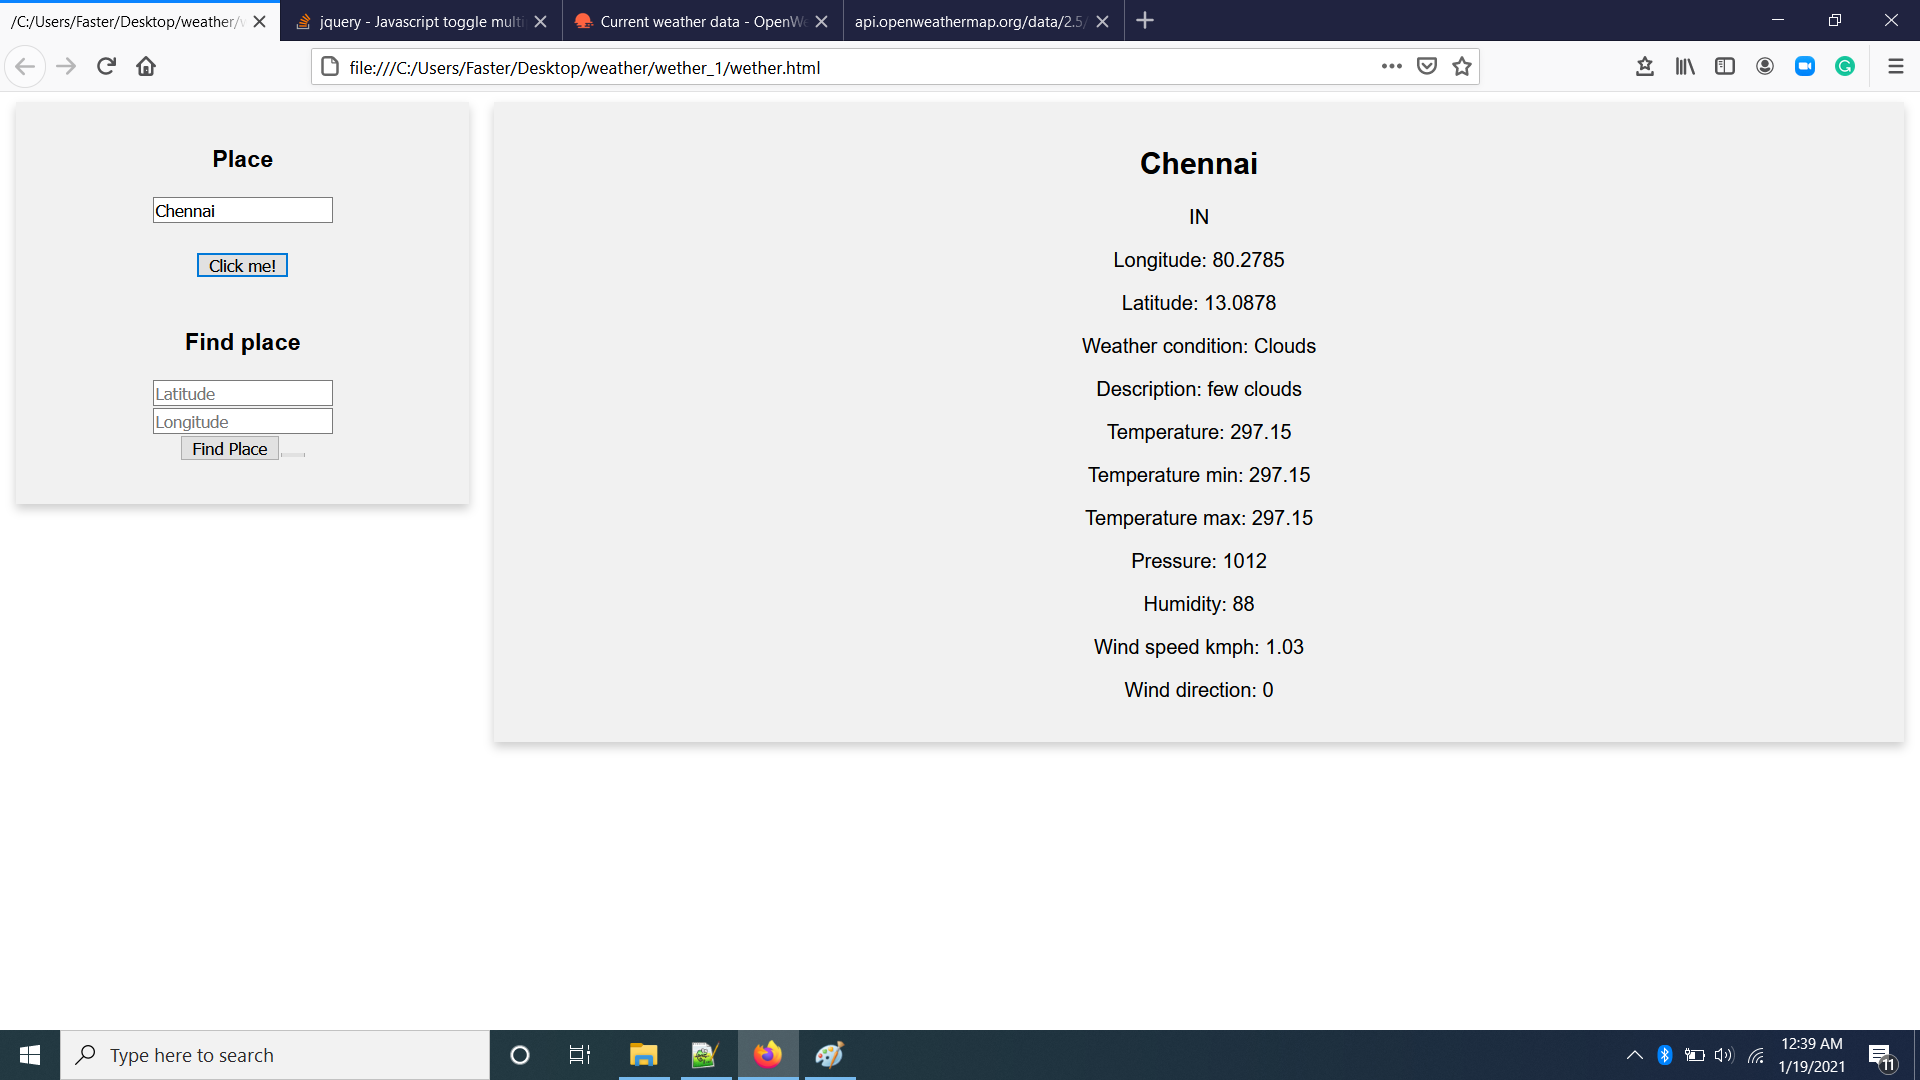 /C:/Users/Faster/Desktop/weather/w
jquery - Javascript toggle multi
Current weather data - OpenWe
api.openweathermap.org/data/2.5/
file:///C:/Users/Faster/Desktop/weather/wether_1/wether.html
Place
Chennai
Click me!
Find place
Latitude
Longitude
Find Place
Chennai
IN
Longitude: 80.2785
Latitude: 13.0878
Weather condition: Clouds
Description: few clouds
Temperature: 297.15
Temperature min: 297.15
Temperature max: 297.15
Pressure: 1012
Humidity: 88
Wind speed kmph: 1.03
Wind direction: 0
Type here to search
12:39 AM
1/19/2021
11